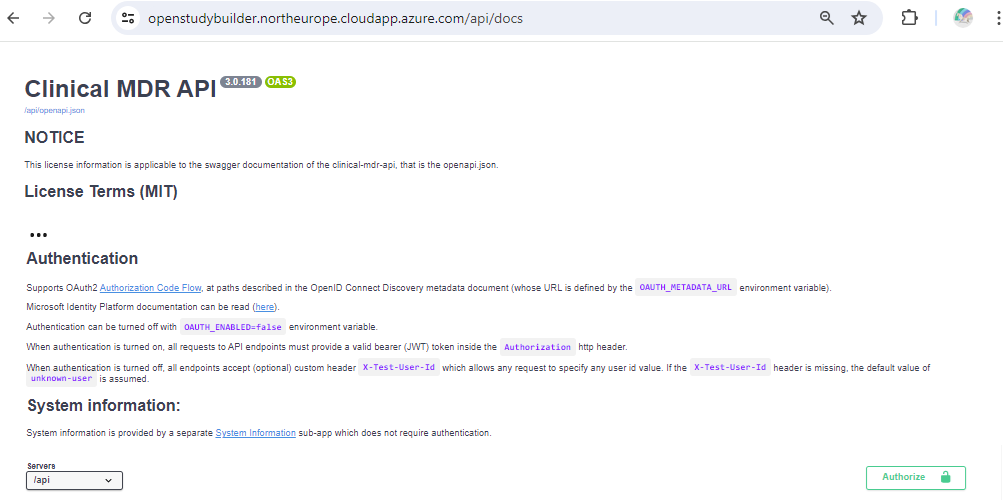 openstudybuilder.northeurope.cloudapp.azure.com/api/docs
Clinical MDR API 3.0.181 OAS3
/api/openapi.json
NOTICE
This license information is applicable to the swagger documentation of the clinical-mdr-api, that is the openapi.json.
License Terms (MIT)
...
Authentication
Supports OAuth2 Authorization Code Flow, at paths described in the OpenID Connect Discovery metadata document (whose URL is defined by the OAUTH_METADATA_URL environment variable).
Microsoft Identity Platform documentation can be read (here).
Authentication can be turned off with OAUTH_ENABLED=false environment variable.
When authentication is turned on, all requests to API endpoints must provide a valid bearer (JWT) token inside the Authorization http header.
When authentication is turned off, all endpoints accept (optional) custom header X-Test-User-Id which allows any request to specify any user id value. If the X-Test-User-Id header is missing, the default value of
unknown-user is assumed.
System information:
System information is provided by a separate System Information sub-app which does not require authentication.
Servers
/api
Authorize